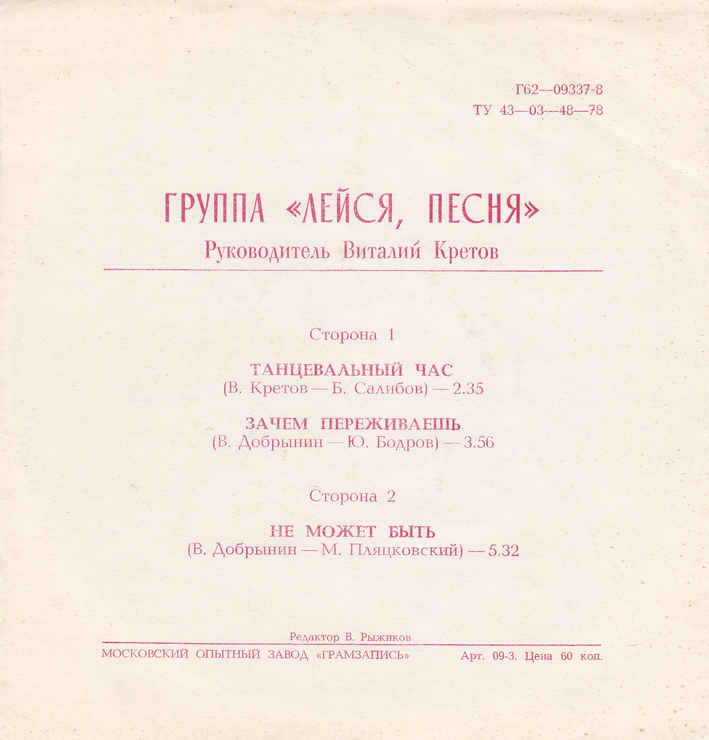 Г62—09337-8
ТУ 43—03—48—78
ГРУППА «ЛЕЙСЯ, ПЕСНЯ»
Руководитель Виталий Кретов
Сторона 1
ТАНЦЕВАЛЬНЫЙ ЧАС
(В. Кретов — Б. Салибов) — 2.35
ЗАЧЕМ ПЕРЕЖИВАЕШЬ
(В. Добрынин — Ю. Бодров) — 3.56
Сторона 2
НЕ МОЖЕТ БЫТЬ
(В. Добрынин — М. Пляцковский) — 5.32
Редактор В. Рыжиков
МОСКОВСКИЙ ОПЫТНЫЙ ЗАВОД «ГРАМЗАПИСЬ» Арт. 09-3. Цена 60 коп.